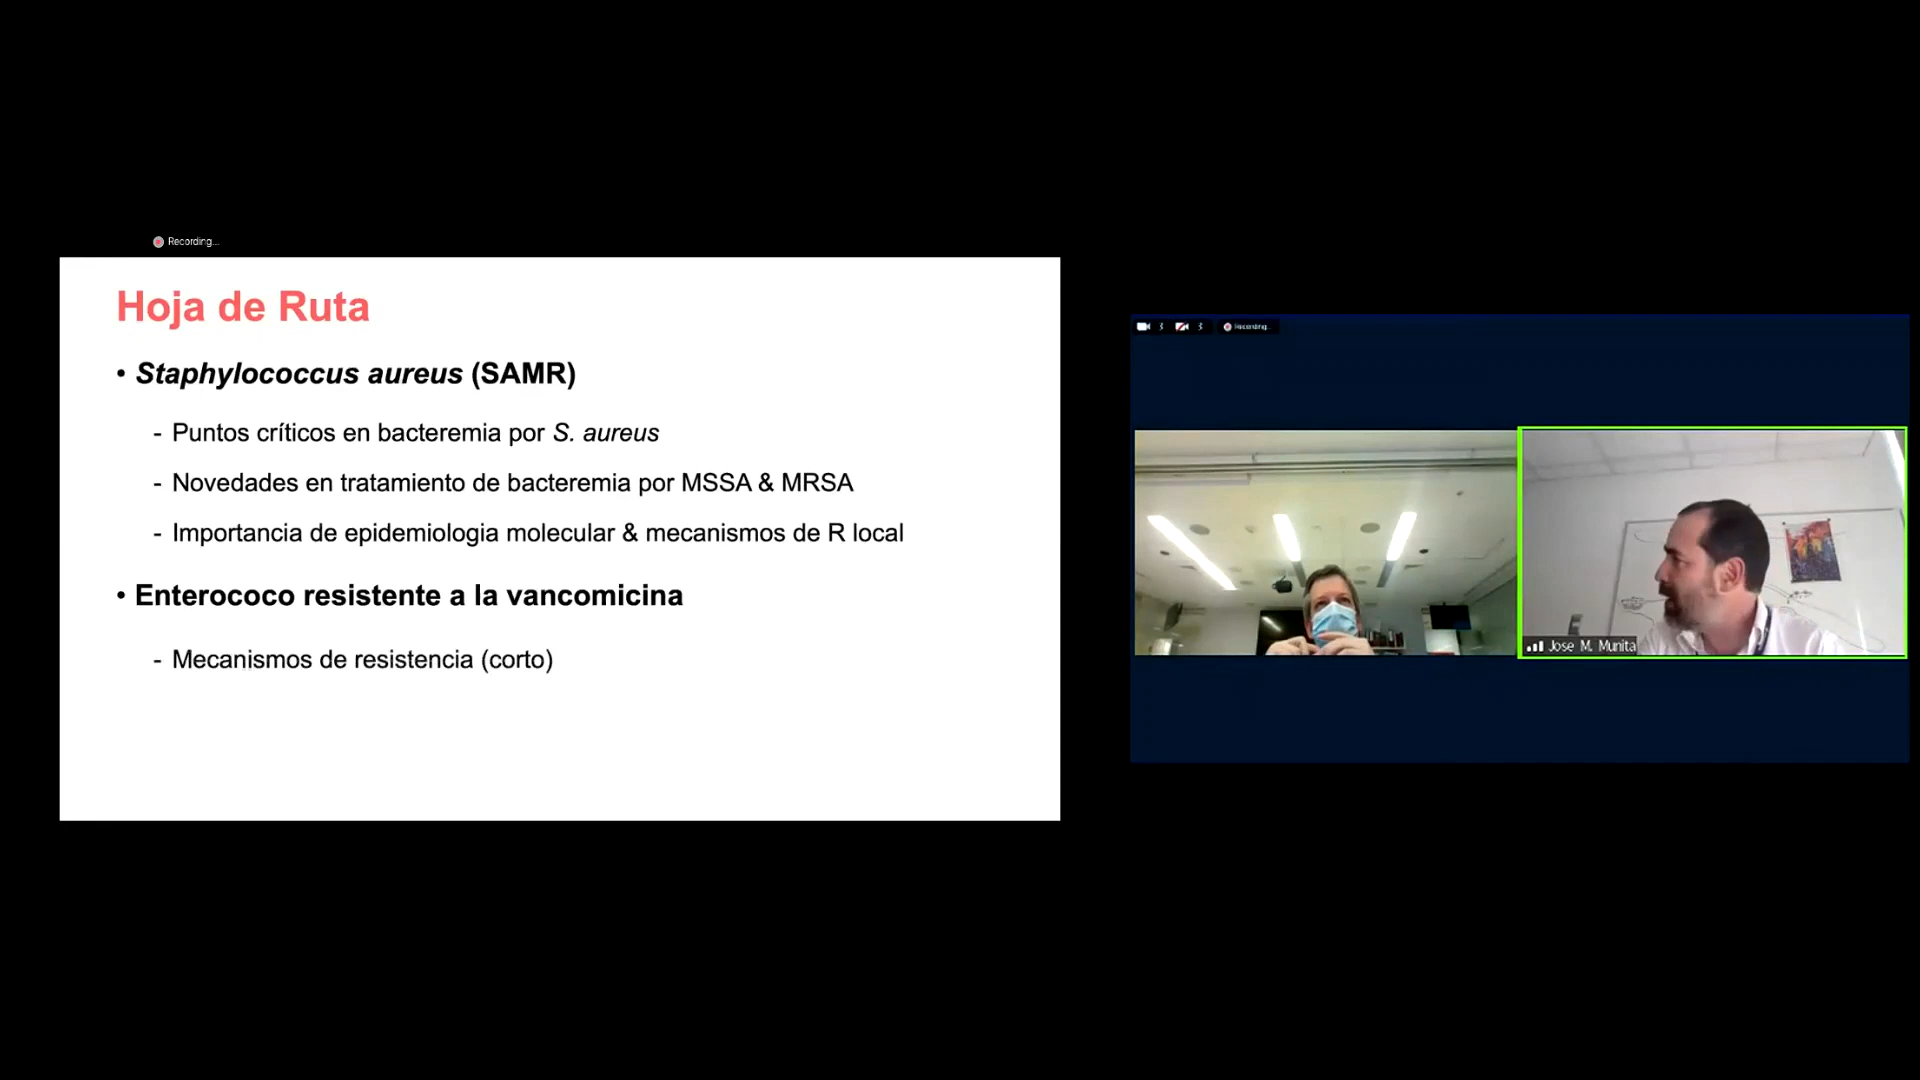 Recording...
Hoja de Ruta
• Staphylococcus aureus (SAMR)
- Puntos críticos en bacteremia por S. aureus
- Novedades en tratamiento de bacteremia por MSSA & MRSA
- Importancia de epidemiologia molecular & mecanismos de R local
• Enterococo resistente a la vancomicina
- Mecanismos de resistencia (corto)
Recording...
Jose M. Munita